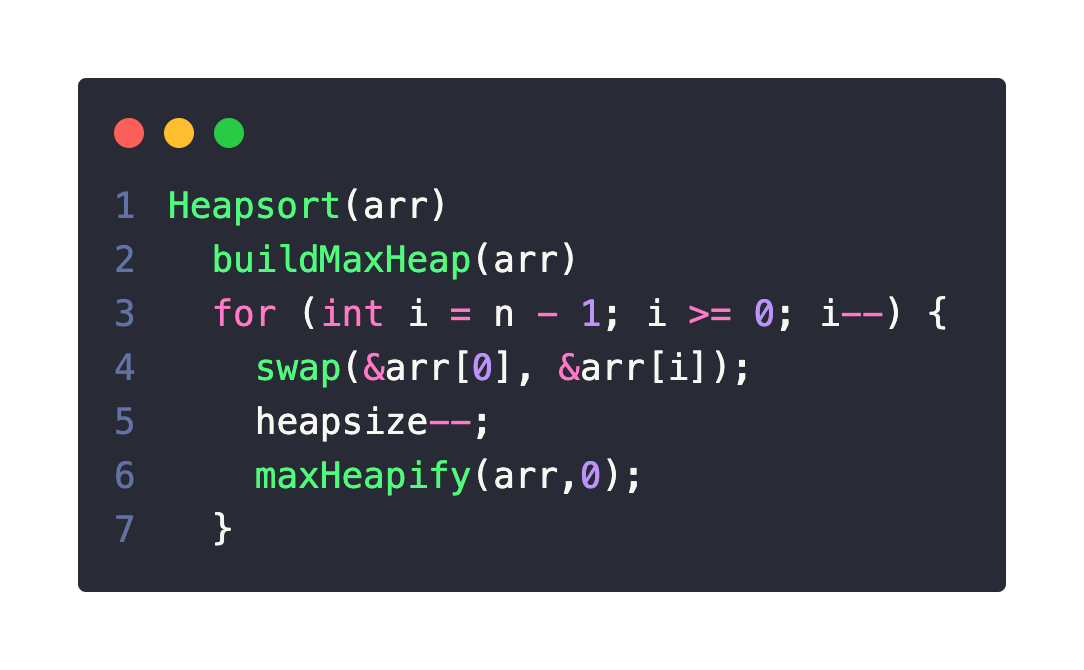 1 Heapsort(arr)
2   buildMaxHeap(arr)
3   for (int i = n - 1; i >= 0; i--) {
4     swap(&arr[0], &arr[i]);
5     heapsize--;
6     maxHeapify(arr,0);
7   }